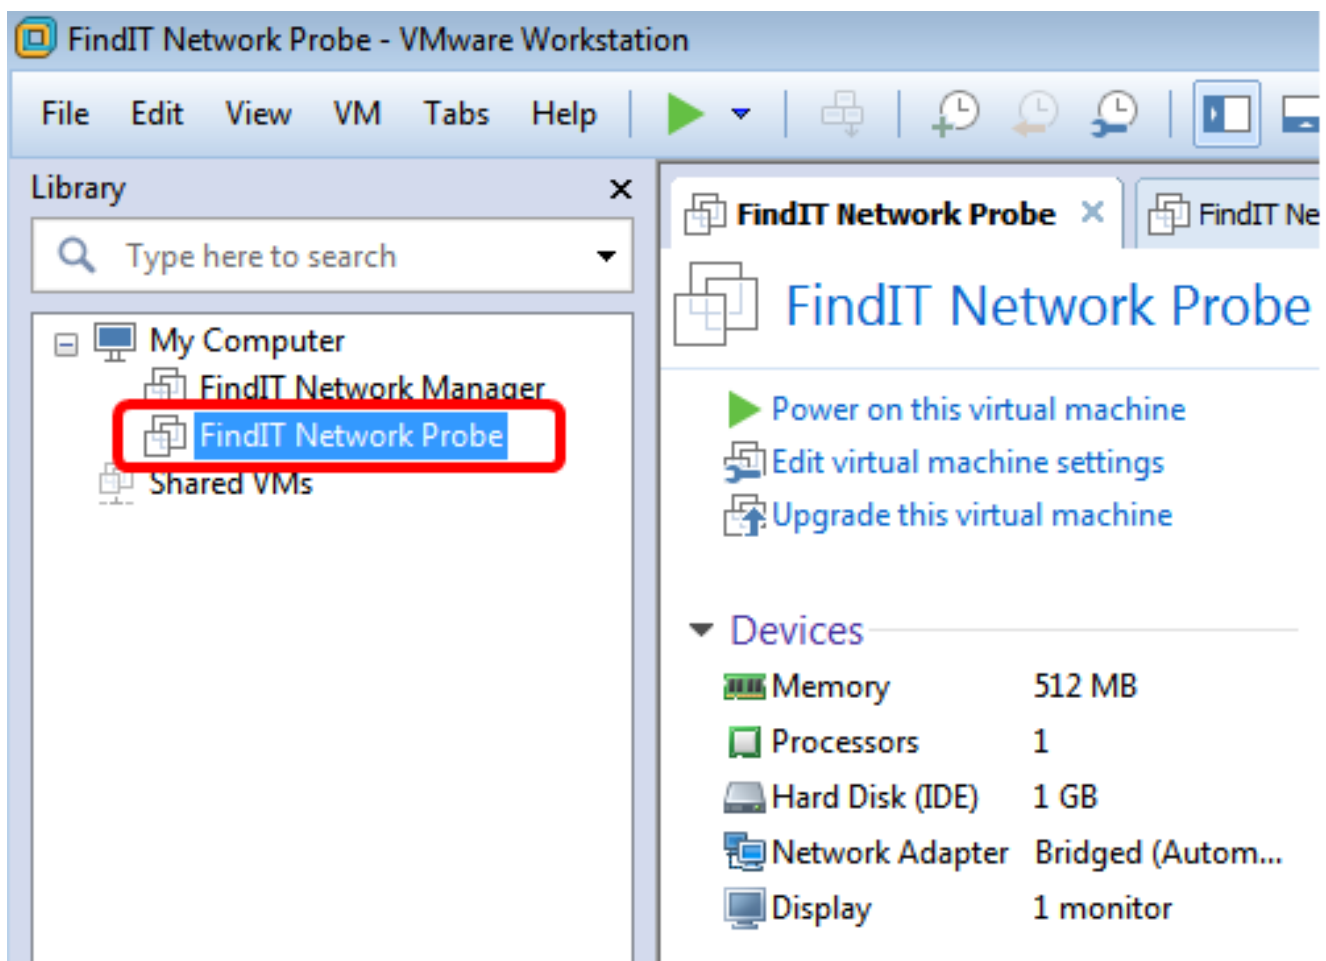 FindIT Network Probe - VMware Workstation
File Edit View VM Tabs Help
Library
Type here to search
My Computer
FindIT Network Manager
FindIT Network Probe
Shared VMs
FindIT Network Probe
FindIT Ne
FindIT Network Probe
Power on this virtual machine
Edit virtual machine settings
Upgrade this virtual machine
Devices
Memory 512 MB
Processors 1
Hard Disk (IDE) 1 GB
Network Adapter Bridged (Autom...
Display 1 monitor